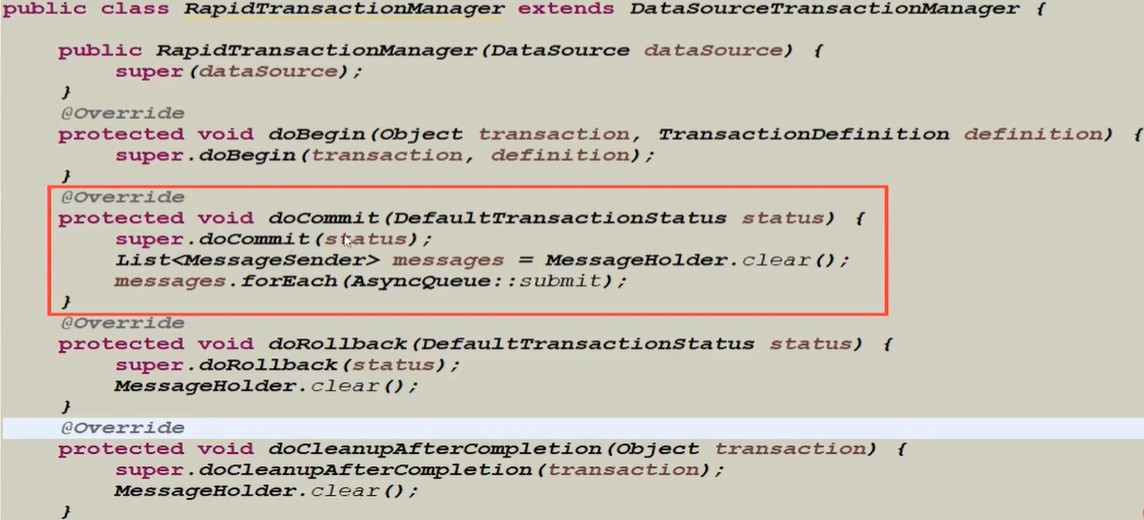 public class RapidTransactionManager extends DataSourceTransactionManager {
public RapidTransactionManager(DataSource dataSource) {
super(dataSource);
}
@Override
protected void doBegin(Object transaction, TransactionDefinition definition) {
super.doBegin(transaction, definition);
}
@Override
protected void doCommit(DefaultTransactionStatus status) {
super.doCommit(status);
List<MessageSender> messages = MessageHolder.clear();
messages.forEach(AsyncQueue::submit);
}
@Override
protected void doRollback(DefaultTransactionStatus status) {
super.doRollback(status);
MessageHolder.clear();
}
@Override
protected void doCleanupAfterCompletion(Object transaction) {
super.doCleanupAfterCompletion(transaction);
MessageHolder.clear();
}